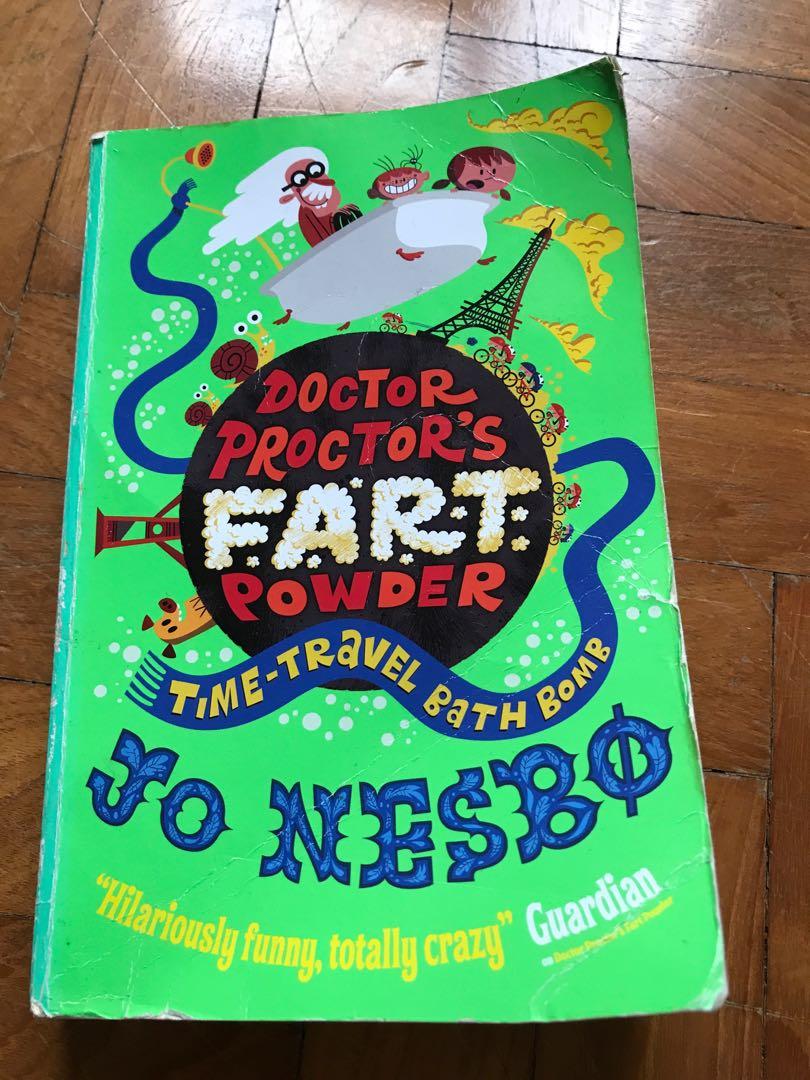 DOCTOR
PROCTOR'S
F.A.R.T.
POWDER
TIME-TRAVEL BATH BOMB
JO NESBØ
"Hilariously funny, totally crazy" Guardian
on Doctor Proctor's Fart Powder